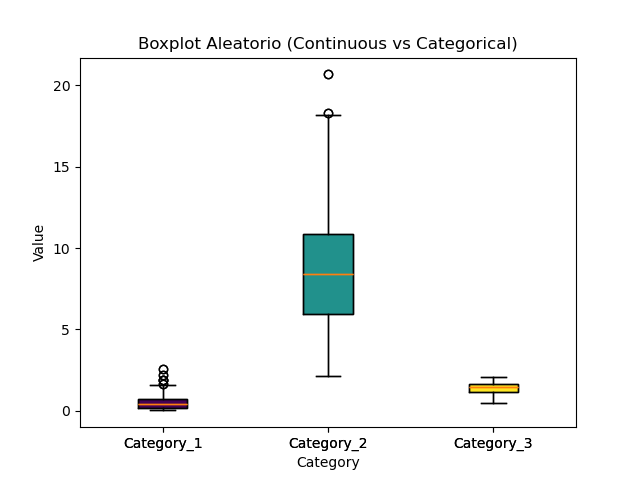 Boxplot Aleatorio (Continuous vs Categorical)
Value
20
15
10
5
0
Category_1 Category_2 Category_3
Category